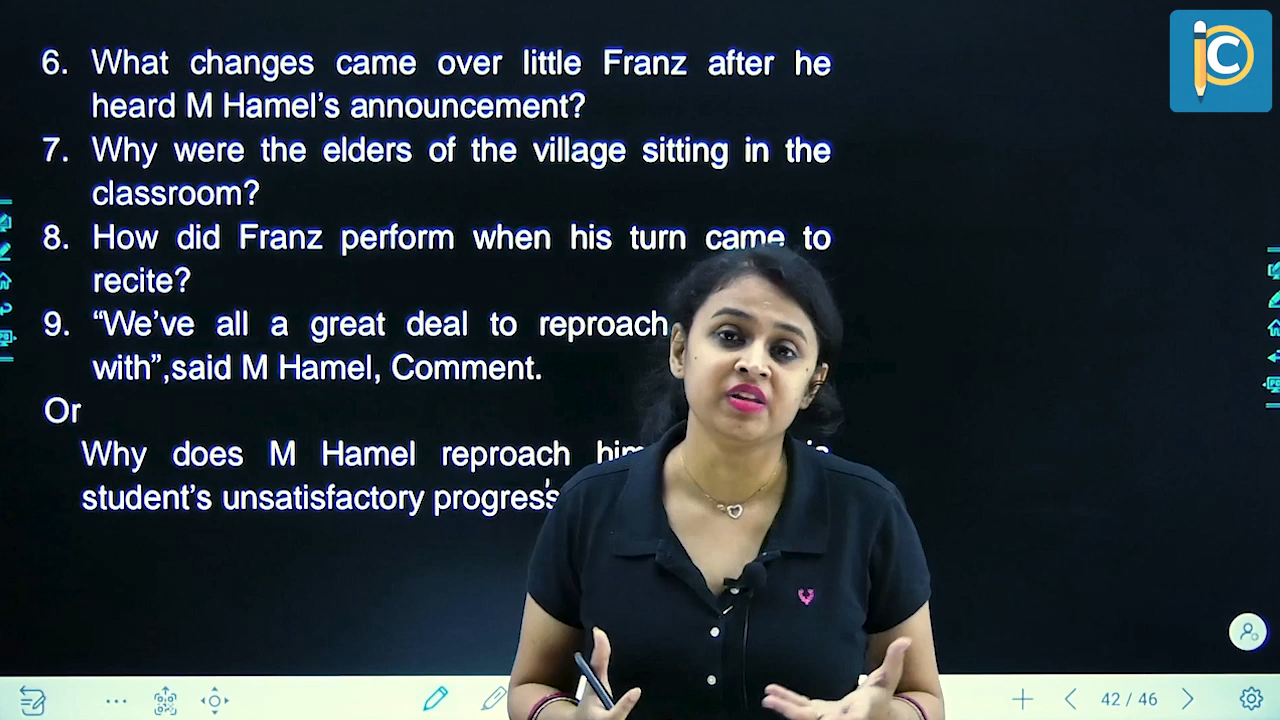 6. What changes came over little Franz after he
heard M Hamel's announcement?
7. Why were the elders of the village sitting in the
classroom?
8. How did Franz perform when his turn came to
recite?
9. “We've all a great deal to reproach
with”,said M Hamel, Comment.
Or
Why does M Hamel reproach
student's unsatisfactory progress
42 / 46